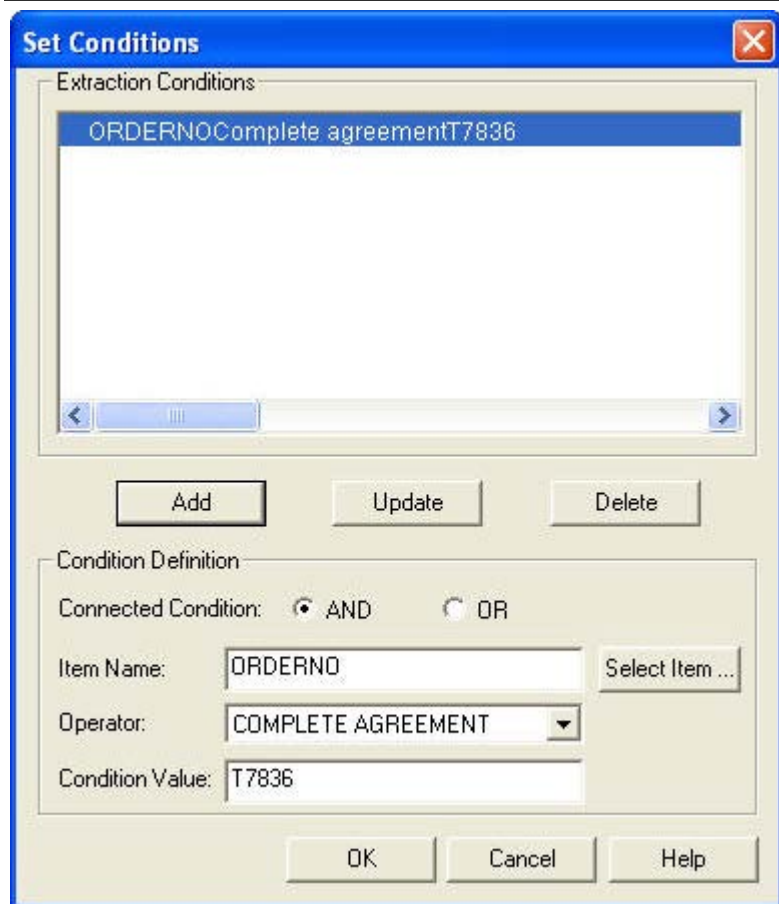 Set Conditions
Extraction Conditions
ORDERNOComplete agreementT7836
Add Update Delete
Condition Definition
Connected Condition: AND OR
Item Name: ORDERNO Select Item ...
Operator: COMPLETE AGREEMENT
Condition Value: T7836
OK Cancel Help